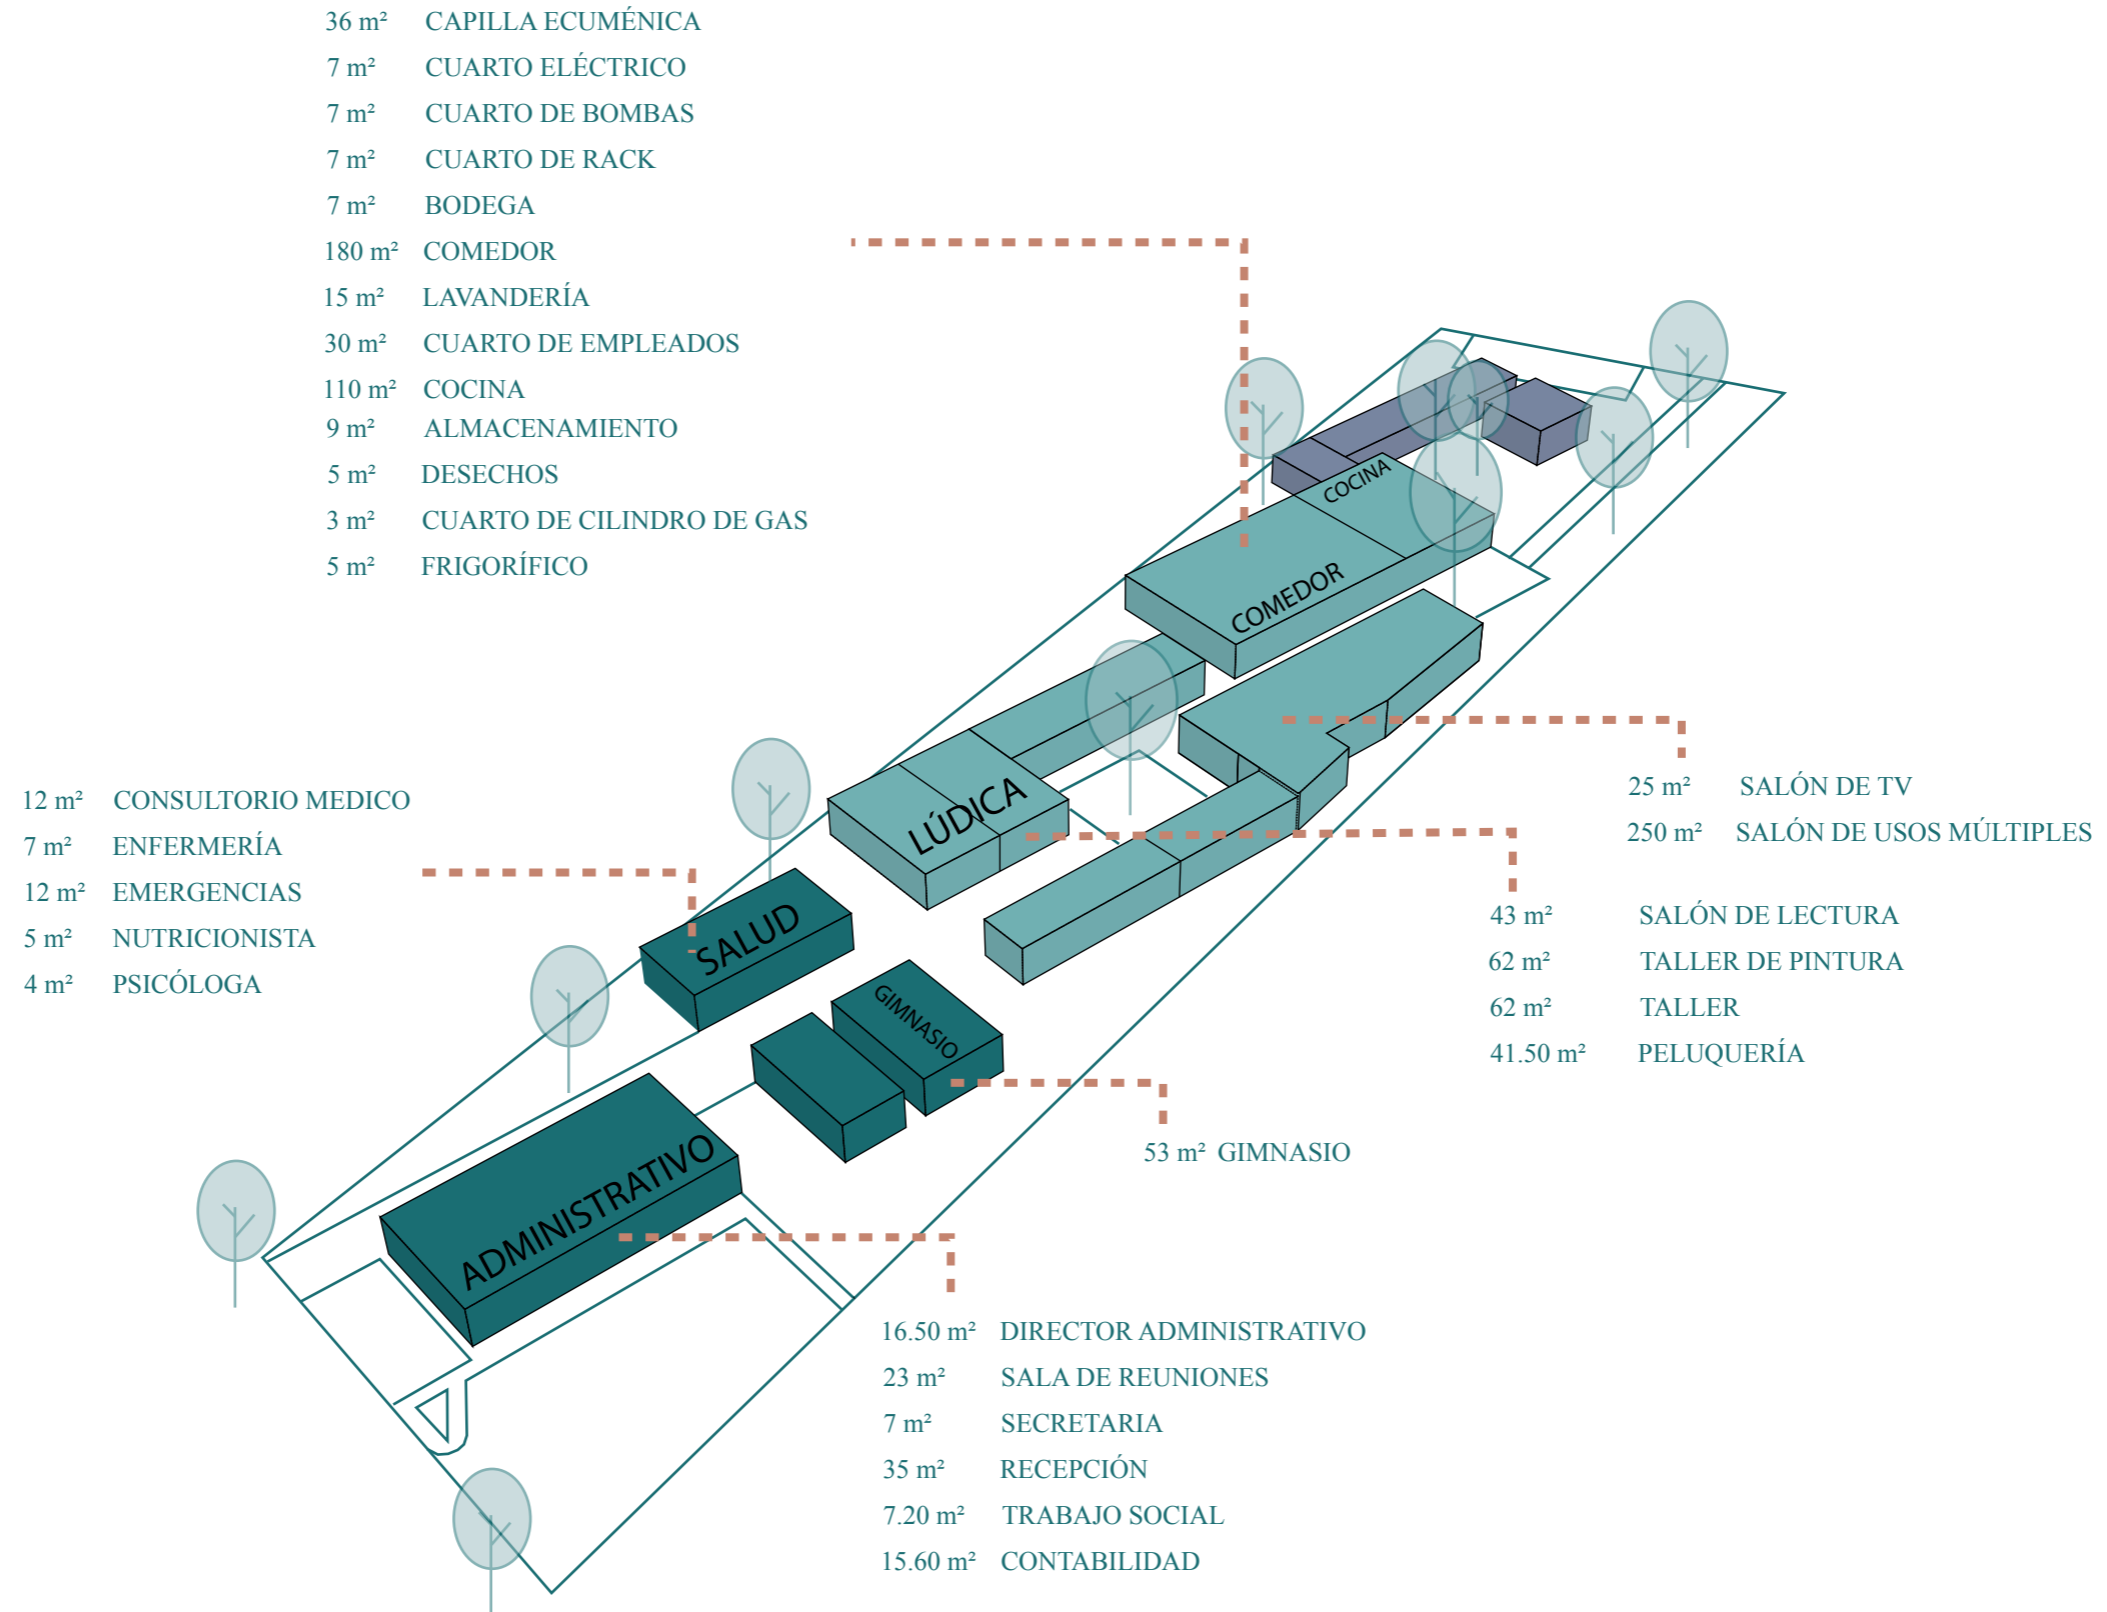 36 m² CAPILLA ECUMÉNICA
7 m² CUARTO ELÉCTRICO
7 m² CUARTO DE BOMBAS
7 m² CUARTO DE RACK
7 m² BODEGA
180 m² COMEDOR
15 m² LAVANDERÍA
30 m² CUARTO DE EMPLEADOS
110 m² COCINA
9 m² ALMACENAMIENTO
5 m² DESECHOS
3 m² CUARTO DE CILINDRO DE GAS
5 m² FRIGORÍFICO
COCINA
COMEDOR
LÚDICA
SALUD
GIMNASIO
ADMINISTRATIVO
12 m² CONSULTORIO MEDICO
7 m² ENFERMERÍA
12 m² EMERGENCIAS
5 m² NUTRICIONISTA
4 m² PSICÓLOGA
25 m² SALÓN DE TV
250 m² SALÓN DE USOS MÚLTIPLES
43 m² SALÓN DE LECTURA
62 m² TALLER DE PINTURA
62 m² TALLER
41.50 m² PELUQUERÍA
53 m² GIMNASIO
16.50 m² DIRECTOR ADMINISTRATIVO
23 m² SALA DE REUNIONES
7 m² SECRETARIA
35 m² RECEPCIÓN
7.20 m² TRABAJO SOCIAL
15.60 m² CONTABILIDAD